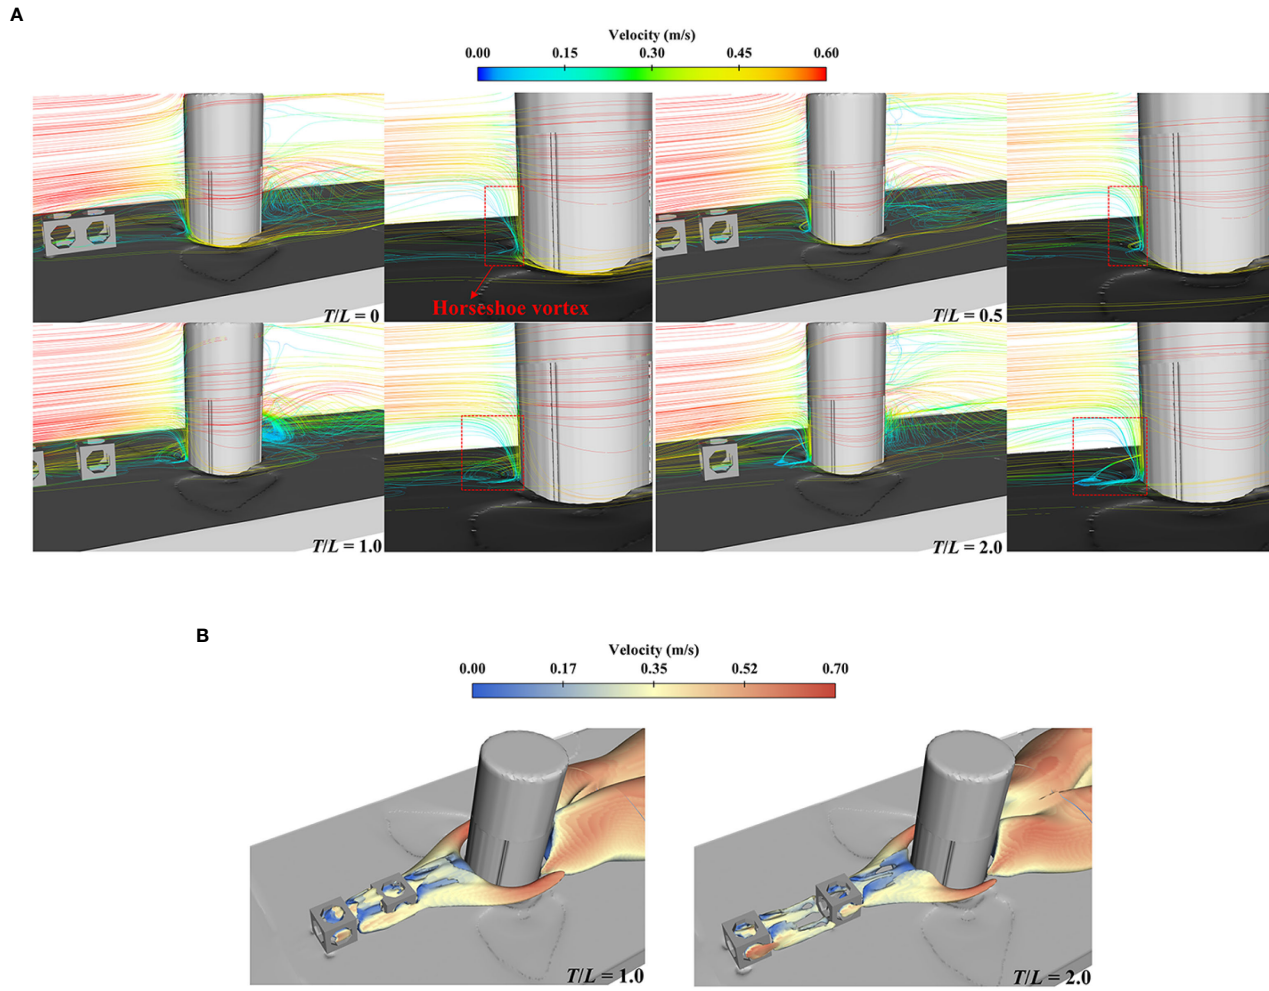 A
Velocity (m/s)
0.00 0.15 0.30 0.45 0.60
Horseshoe vortex
T/L = 0
T/L = 0.5
T/L = 1.0
T/L = 2.0
B
Velocity (m/s)
0.00 0.17 0.35 0.52 0.70
T/L = 1.0
T/L = 2.0